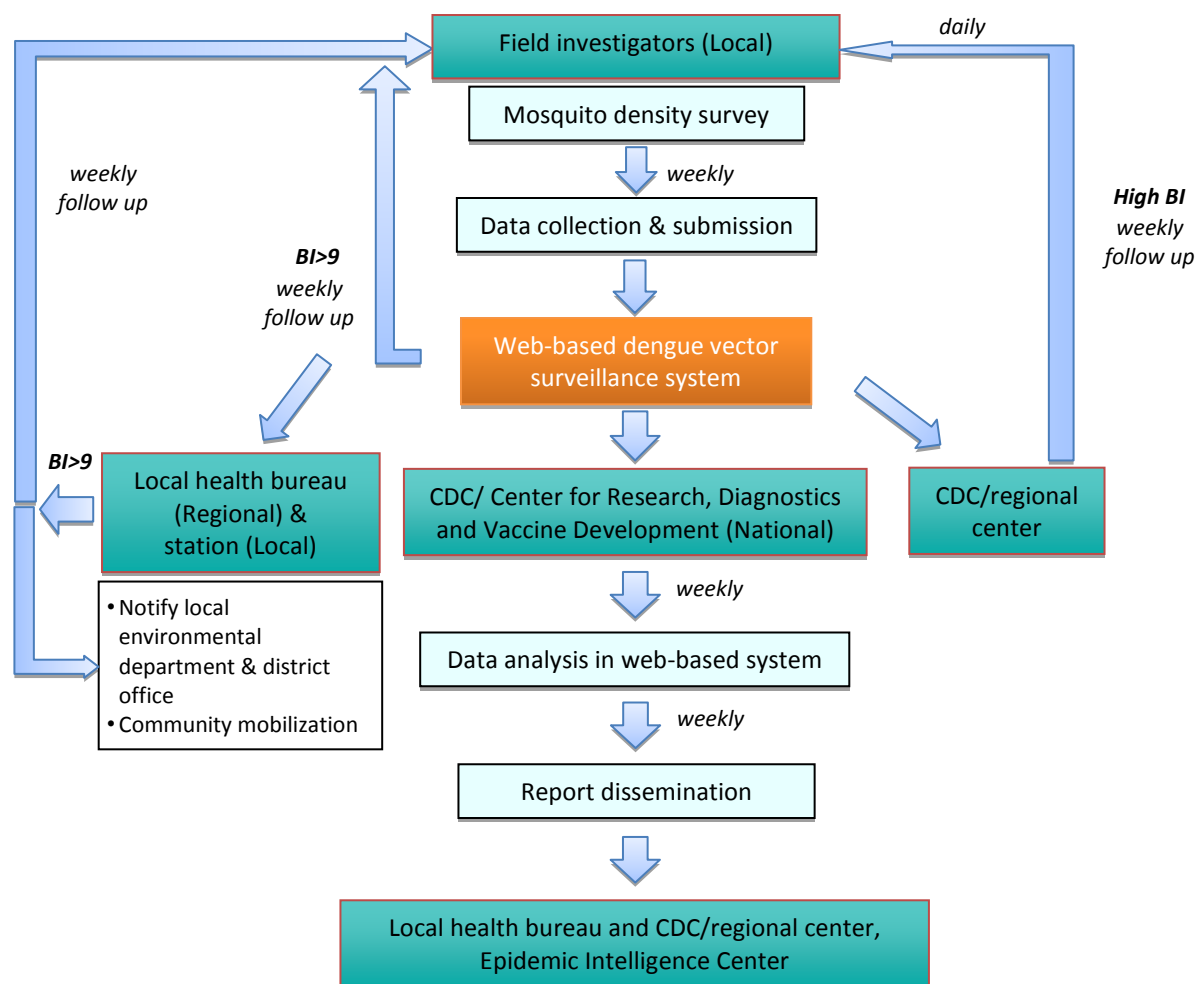 Field investigators (Local)
daily
Mosquito density survey
weekly
Data collection & submission
weekly
follow up
BI>9
weekly
follow up
High BI
weekly
follow up
Web-based dengue vector
surveillance system
BI>9
Local health bureau
(Regional) &
station (Local)
CDC/ Center for Research, Diagnostics
and Vaccine Development (National)
CDC/regional
center
• Notify local
environmental
department & district
office
• Community mobilization
weekly
Data analysis in web-based system
weekly
Report dissemination
Local health bureau and CDC/regional center,
Epidemic Intelligence Center